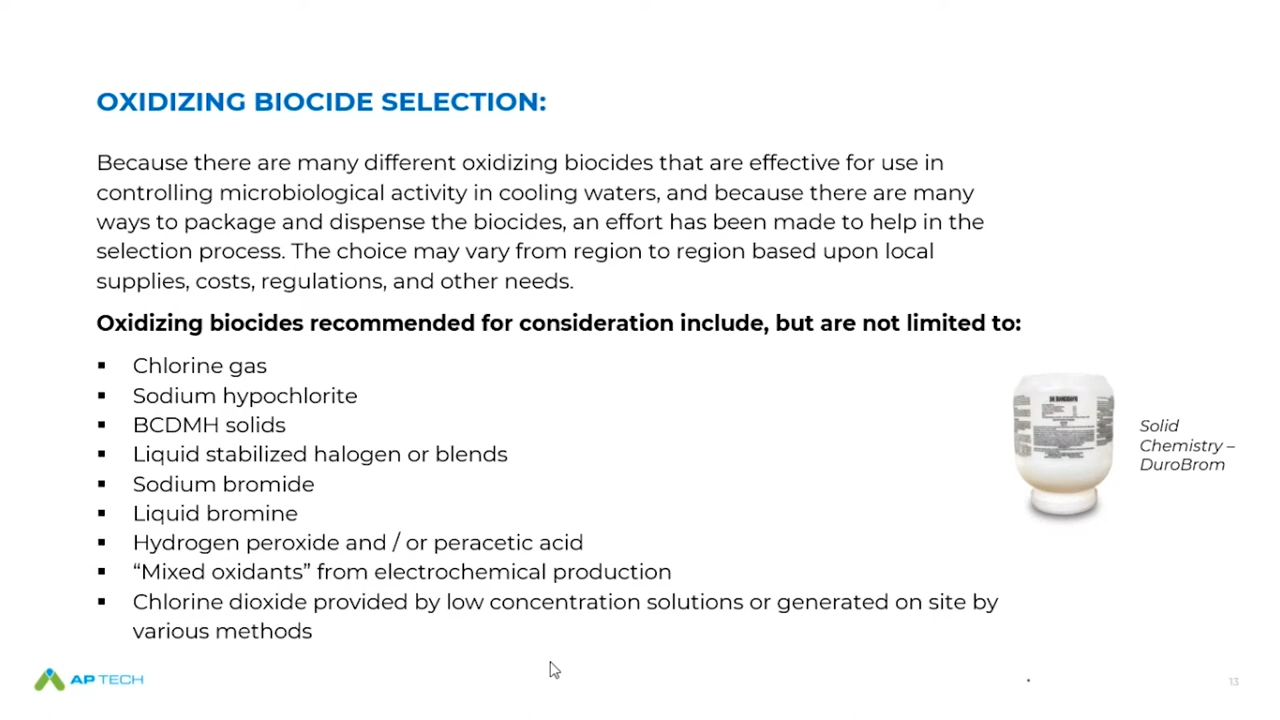 OXIDIZING BIOCIDE SELECTION:
Because there are many different oxidizing biocides that are effective for use in
controlling microbiological activity in cooling waters, and because there are many
ways to package and dispense the biocides, an effort has been made to help in the
selection process. The choice may vary from region to region based upon local
supplies, costs, regulations, and other needs.
Oxidizing biocides recommended for consideration include, but are not limited to:
▪ Chlorine gas
▪ Sodium hypochlorite
▪ BCDMH solids
▪ Liquid stabilized halogen or blends
▪ Sodium bromide
▪ Liquid bromine
▪ Hydrogen peroxide and / or peracetic acid
▪ “Mixed oxidants” from electrochemical production
▪ Chlorine dioxide provided by low concentration solutions or generated on site by
various methods
Solid
Chemistry –
DuroBrom
AP TECH
13